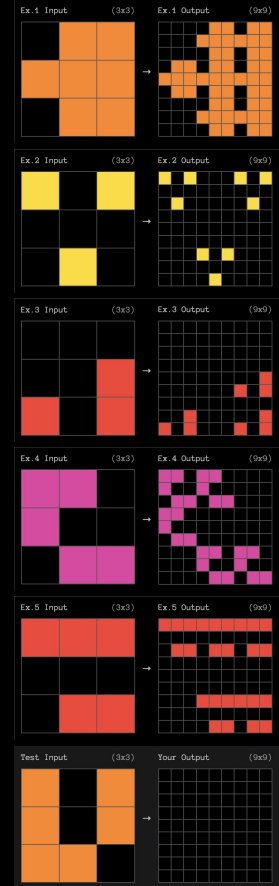 Ex.1 Input (3x3) Ex.1 Output (9x9)
→
Ex.2 Input (3x3) Ex.2 Output (9x9)
→
Ex.3 Input (3x3) Ex.3 Output (9x9)
→
Ex.4 Input (3x3) Ex.4 Output (9x9)
→
Ex.5 Input (3x3) Ex.5 Output (9x9)
→
Test Input (3x3) Your Output (9x9)
→